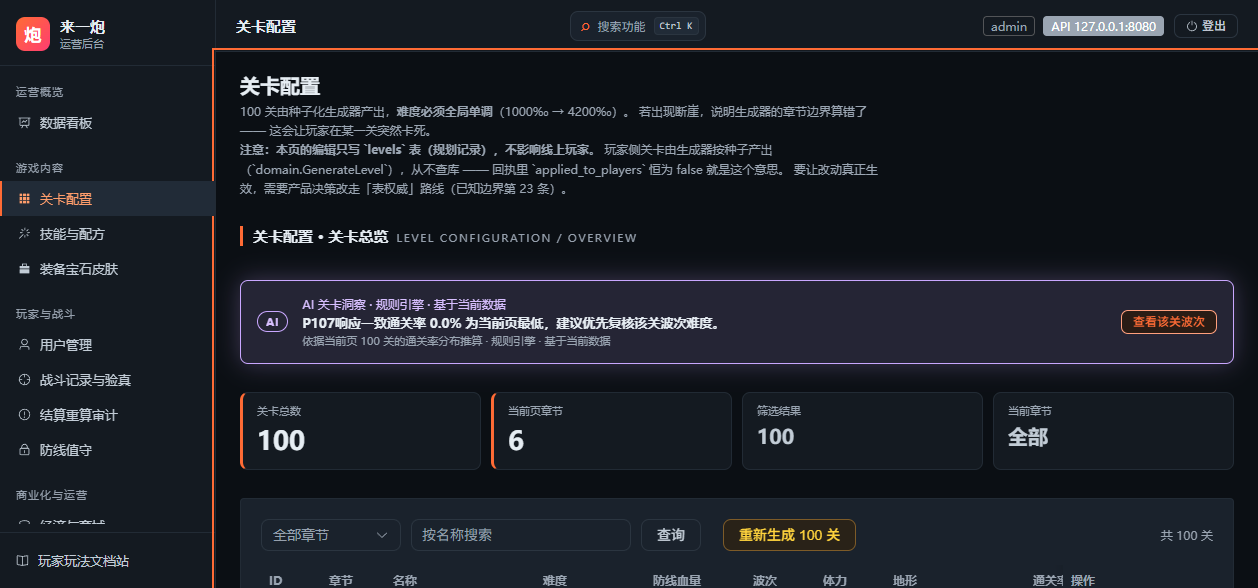 炮
来一炮
运营后台
关卡配置
搜索功能 Ctrl K
admin
API 127.0.0.1:8080
登出
运营概览
数据看板
游戏内容
关卡配置
技能与配方
装备宝石皮肤
玩家与战斗
用户管理
战斗记录与验真
结算重算审计
防线值守
商业化与运营
玩家玩法文档站
关卡配置
100 关由种子化生成器产出，难度必须全局单调（1000‰ → 4200‰）。 若出现断崖，说明生成器的章节边界算错了
—— 这会让玩家在某一关突然卡死。
注意：本页的编辑只写 `levels` 表（规划记录），不影响线上玩家。 玩家侧关卡由生成器按种子产出
（`domain.GenerateLevel`），从不查库 —— 回执里 `applied_to_players` 恒为 false 就是这个意思。 要让改动真正生
效，需要产品决策改走「表权威」路线（已知边界第 23 条）。
关卡配置 • 关卡总览 LEVEL CONFIGURATION / OVERVIEW
AI
AI 关卡洞察 · 规则引擎 · 基于当前数据
P107响应一致通关率 0.0% 为当前页最低，建议优先复核该关波次难度。
依据当前页 100 关的通关率分布推算 · 规则引擎 · 基于当前数据
查看该关波次
关卡总数
100
当前页章节
6
筛选结果
100
当前章节
全部
全部章节
按名称搜索
查询
重新生成 100 关
共 100 关
ID 章节 名称 难度 防线血量 波次 体力 地形 通关率 操作